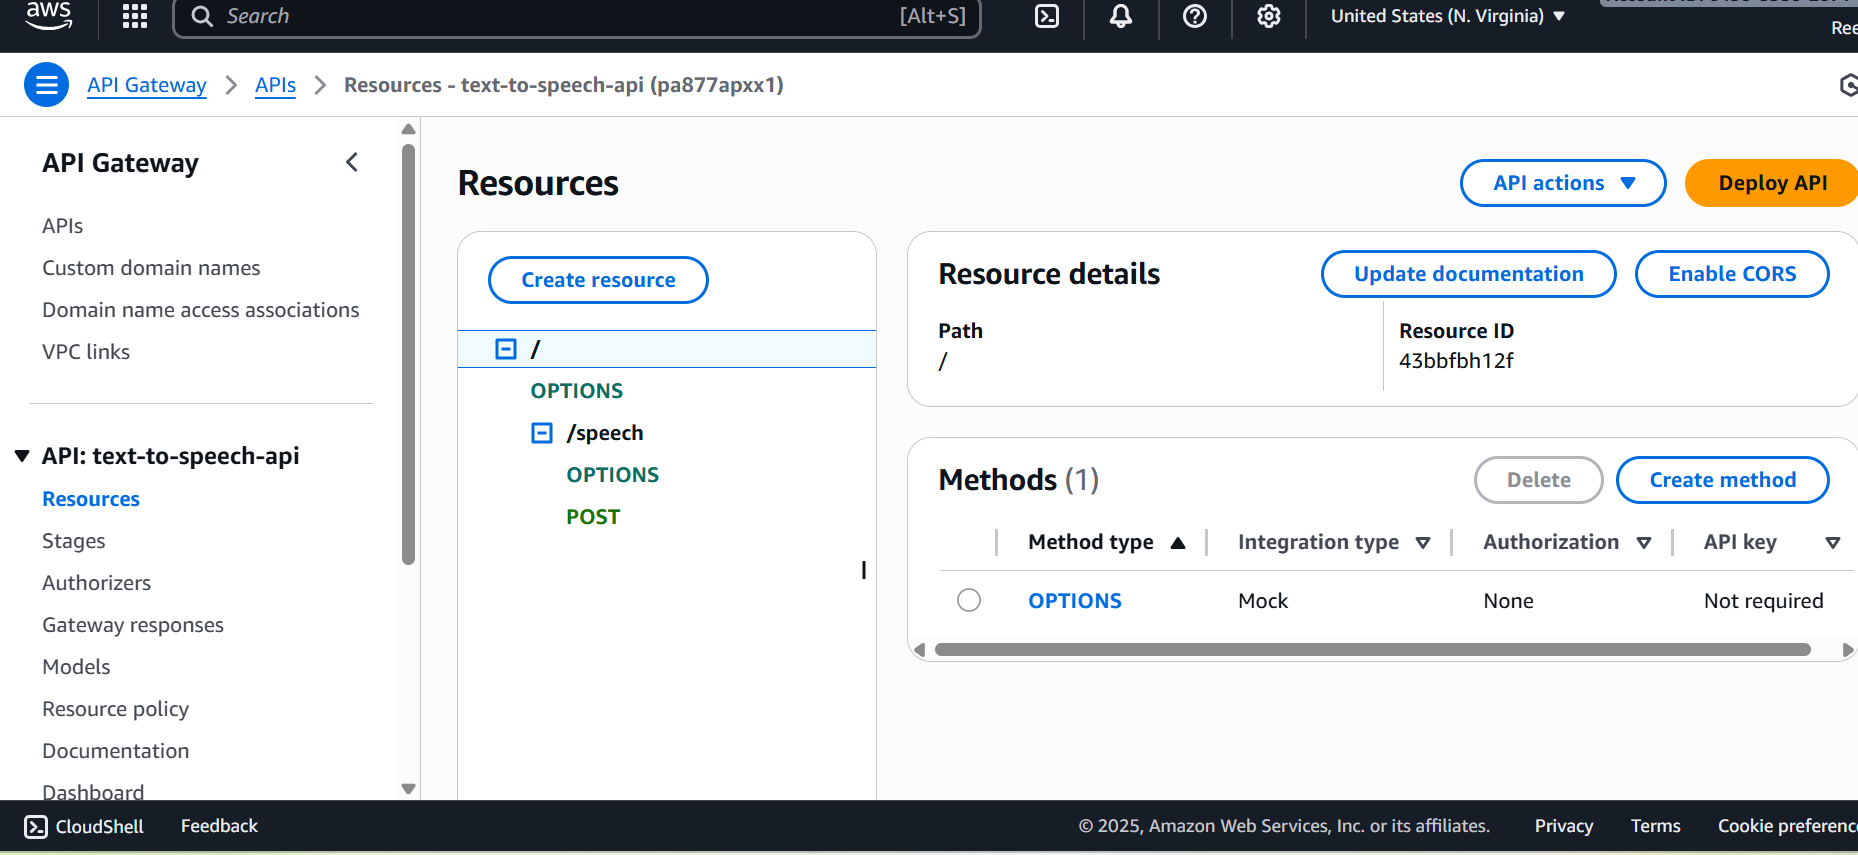 aws
Search [Alt+S]
United States (N. Virginia)
API Gateway > APIs > Resources - text-to-speech-api (pa877apxx1)
API Gateway
APIs
Custom domain names
Domain name access associations
VPC links
API: text-to-speech-api
Resources
Stages
Authorizers
Gateway responses
Models
Resource policy
Documentation
Dashboard
Resources
API actions
Deploy API
Create resource
/
OPTIONS
/speech
OPTIONS
POST
Resource details
Update documentation
Enable CORS
Path
/
Resource ID
43bbfbh12f
Methods (1)
Delete
Create method
Method type Integration type Authorization API key
OPTIONS Mock None Not required
CloudShell Feedback © 2025, Amazon Web Services, Inc. or its affiliates. Privacy Terms Cookie